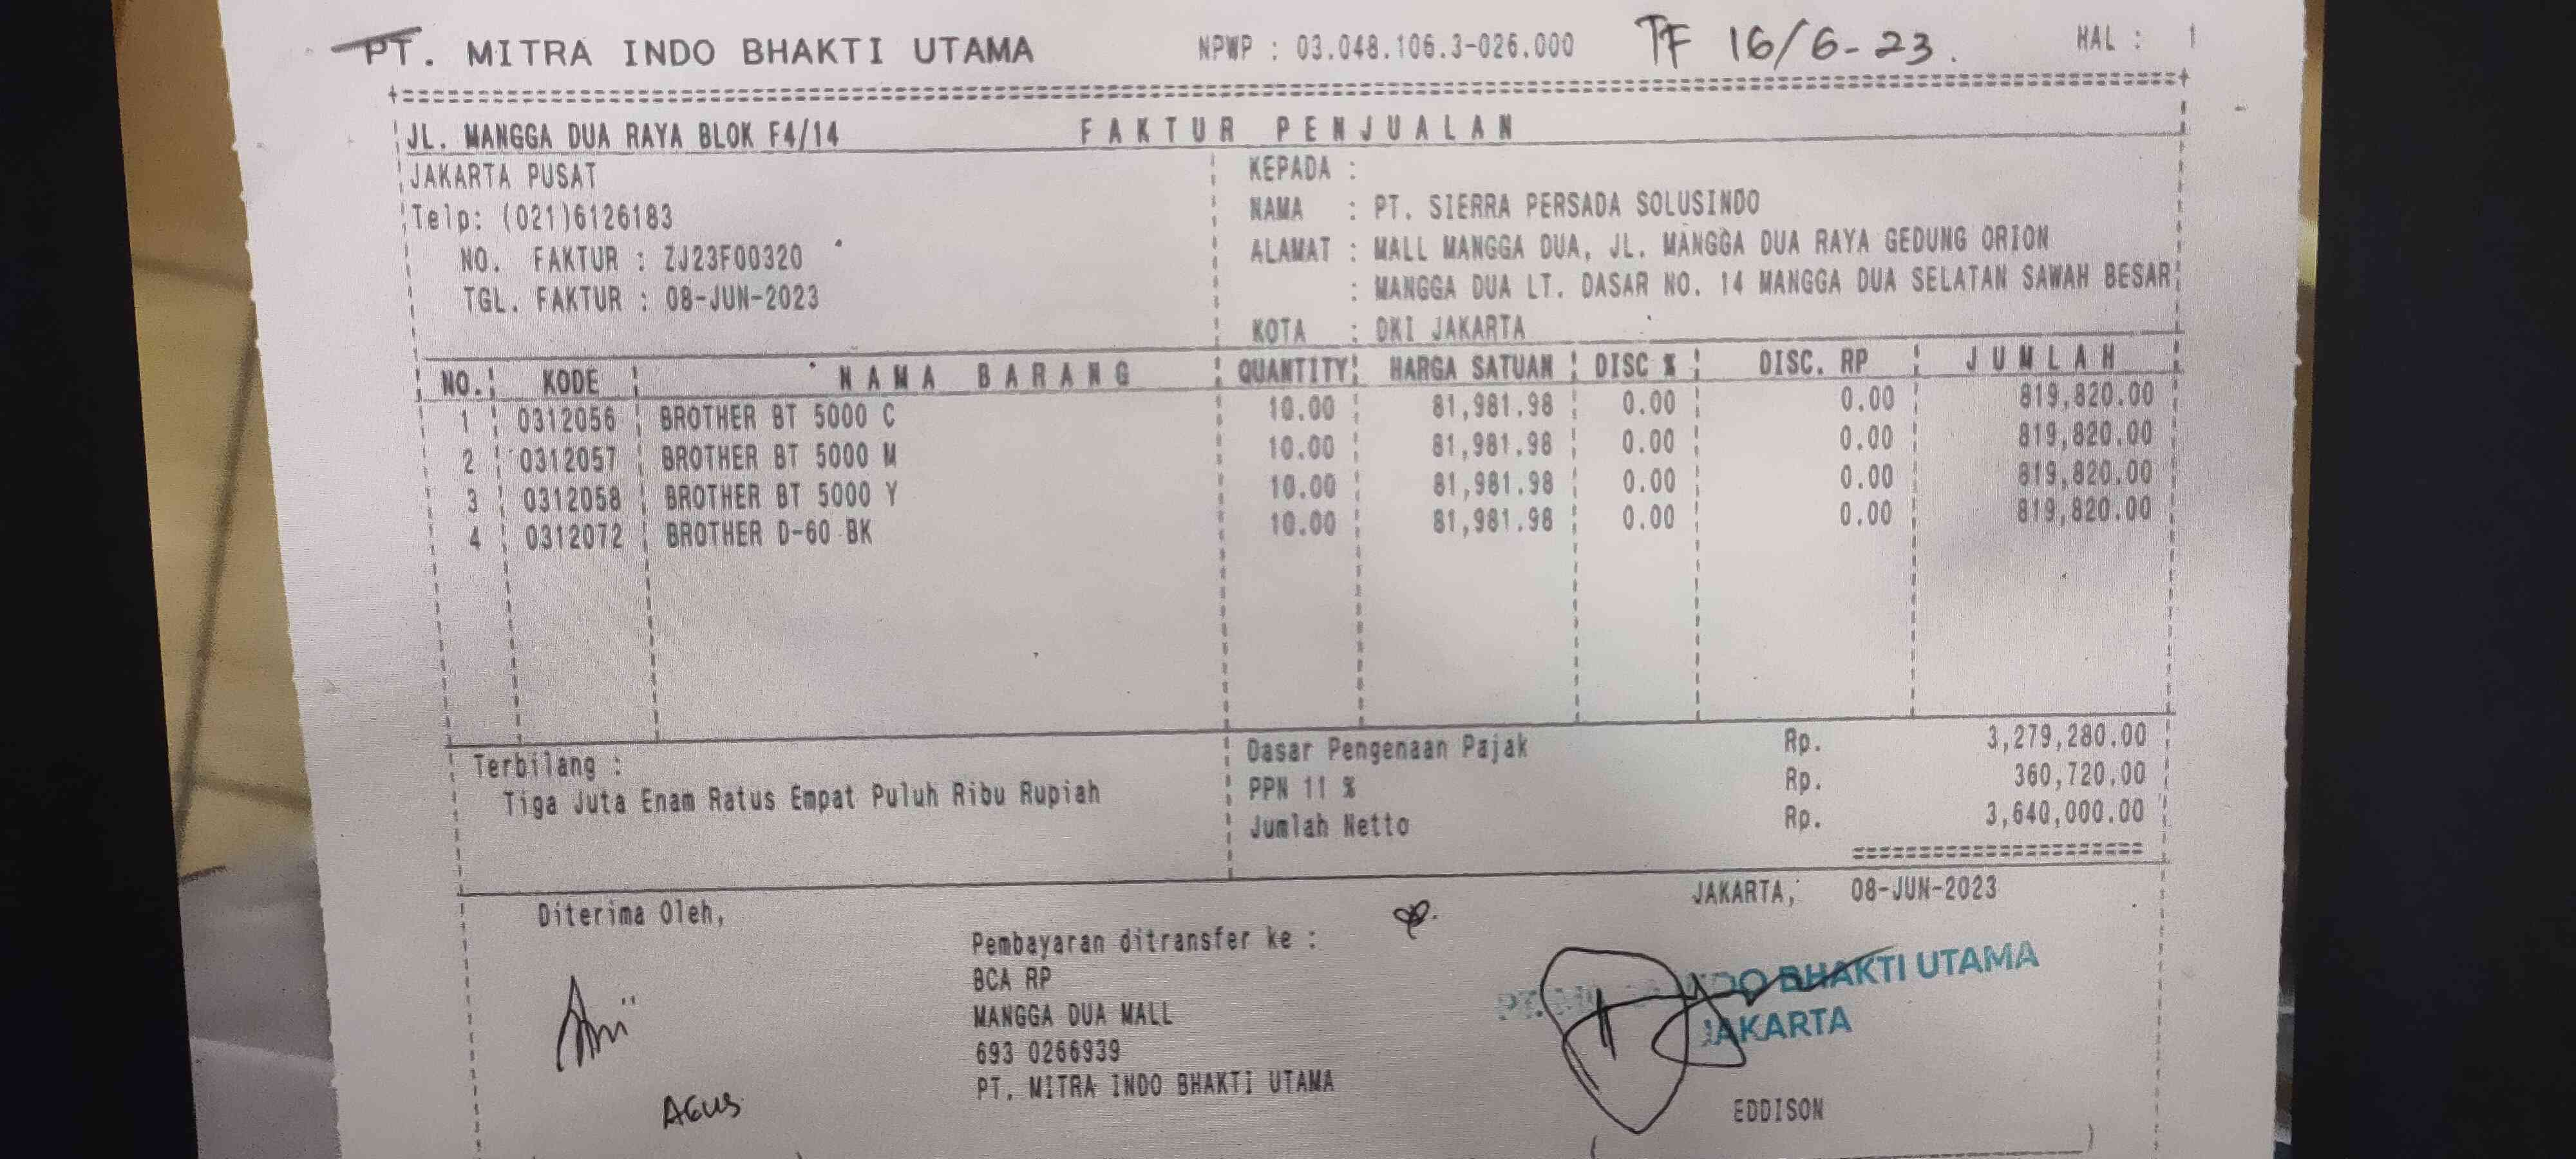 PT. MITRA INDO BHAKTI UTAMA NPWP : 03.048.106.3-026.000 TF 16/6-23. HAL : 1
JL. MANGGA DUA RAYA BLOK F4/14 FAKTUR PENJUALAN
JAKARTA PUSAT
Telp: (021)6126183
NO. FAKTUR : ZJ23F00320
TGL. FAKTUR : 08-JUN-2023
KEPADA :
NAMA : PT. SIERRA PERSADA SOLUSINDO
ALAMAT : MALL MANGGA DUA, JL. MANGGA DUA RAYA GEDUNG ORION
: MANGGA DUA LT. DASAR NO. 14 MANGGA DUA SELATAN SAWAH BESAR
KOTA : DKI JAKARTA
NO. KODE NAMA BARANG QUANTITY HARGA SATUAN DISC % DISC. RP JUMLAH
1 0312056 BROTHER BT 5000 C 10.00 81,981.98 0.00 0.00 819,820.00
2 0312057 BROTHER BT 5000 M 10.00 81,981.98 0.00 0.00 819,820.00
3 0312058 BROTHER BT 5000 Y 10.00 81,981.98 0.00 0.00 819,820.00
4 0312072 BROTHER D-60 BK 10.00 81,981.98 0.00 0.00 819,820.00
Terbilang :
Tiga Juta Enam Ratus Empat Puluh Ribu Rupiah
Dasar Pengenaan Pajak Rp. 3,279,280.00
PPN 11 % Rp. 360,720.00
Jumlah Netto Rp. 3,640,000.00
JAKARTA, 08-JUN-2023
Diterima Oleh,
AGUS
Pembayaran ditransfer ke :
BCA RP
MANGGA DUA MALL
693 0266939
PT. MITRA INDO BHAKTI UTAMA
BHAKTI UTAMA
JAKARTA
EDDISON